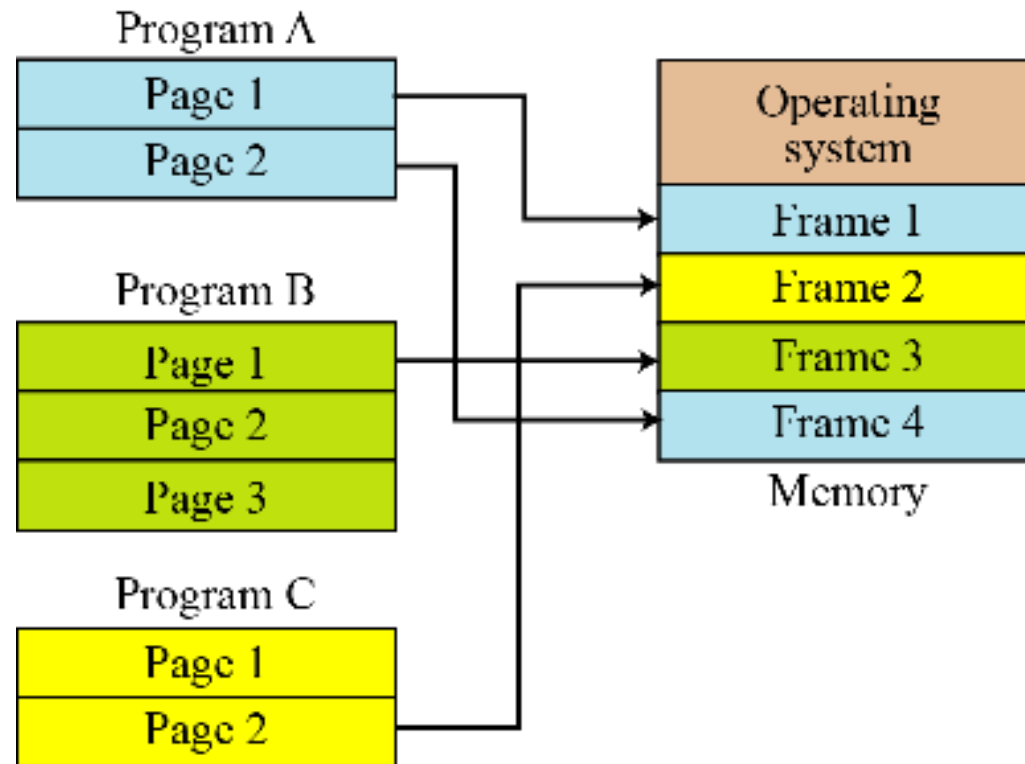 Program A
Page 1
Page 2
Program B
Page 1
Page 2
Page 3
Program C
Page 1
Page 2
Operating
system
Frame 1
Frame 2
Frame 3
Frame 4
Memory